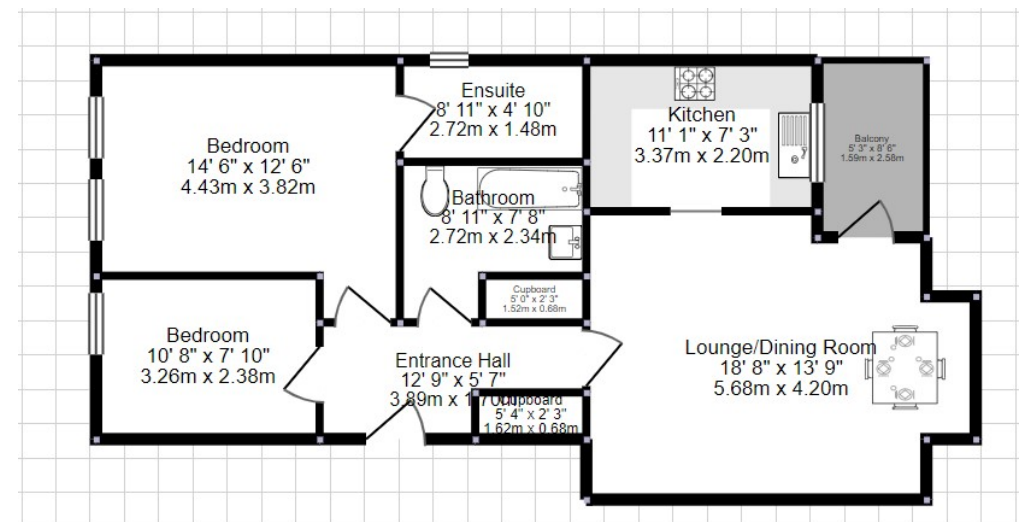 Bedroom
14' 6" x 12' 6"
4.43m x 3.82m
Ensuite
8' 11" x 4' 10"
2.72m x 1.48m
Kitchen
11' 1" x 7' 3"
3.37m x 2.20m
Balcony
5' 3" x 8' 6"
1.59m x 2.58m
Bathroom
8' 11" x 7' 8"
2.72m x 2.34m
Cupboard
5' 0" x 2' 3"
1.52m x 0.68m
Bedroom
10' 8" x 7' 10"
3.26m x 2.38m
Entrance Hall
12' 9" x 5' 7"
3.89m x 1.70m
Cupboard
5' 4" x 2' 3"
1.62m x 0.68m
Lounge/Dining Room
18' 8" x 13' 9"
5.68m x 4.20m